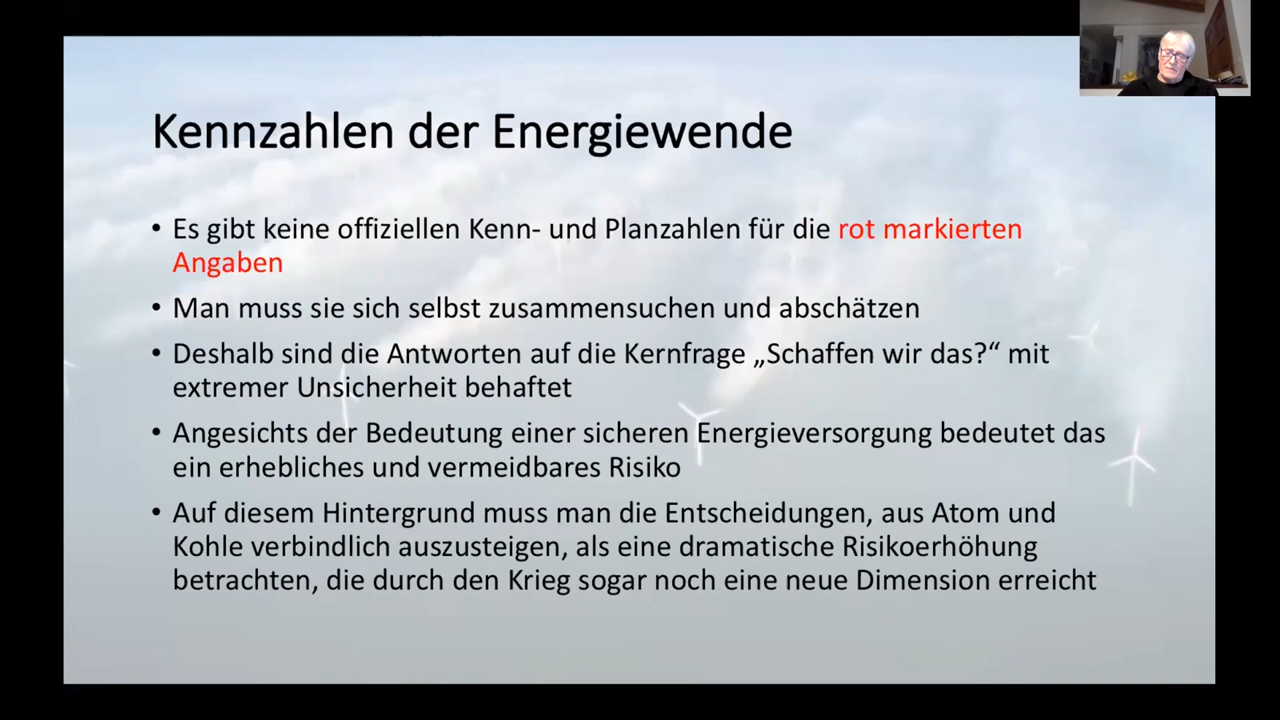 Kennzahlen der Energiewende
• Es gibt keine offiziellen Kenn- und Planzahlen für die rot markierten
Angaben
• Man muss sie sich selbst zusammensuchen und abschätzen
• Deshalb sind die Antworten auf die Kernfrage „Schaffen wir das?“ mit
extremer Unsicherheit behaftet
• Angesichts der Bedeutung einer sicheren Energieversorgung bedeutet das
ein erhebliches und vermeidbares Risiko
• Auf diesem Hintergrund muss man die Entscheidungen, aus Atom und
Kohle verbindlich auszusteigen, als eine dramatische Risikoerhöhung
betrachten, die durch den Krieg sogar noch eine neue Dimension erreicht